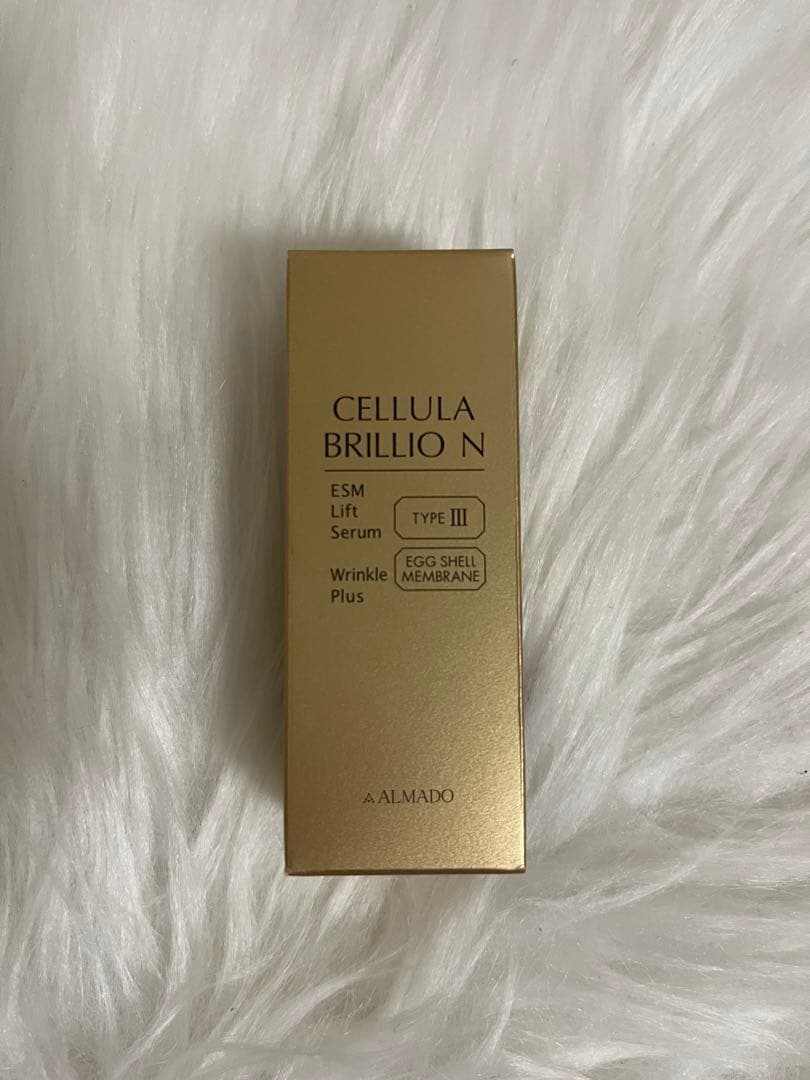 CELLULA
BRILLIO N
ESM
Lift
Serum
TYPE III
Wrinkle
Plus
EGG SHELL
MEMBRANE
ALMADO